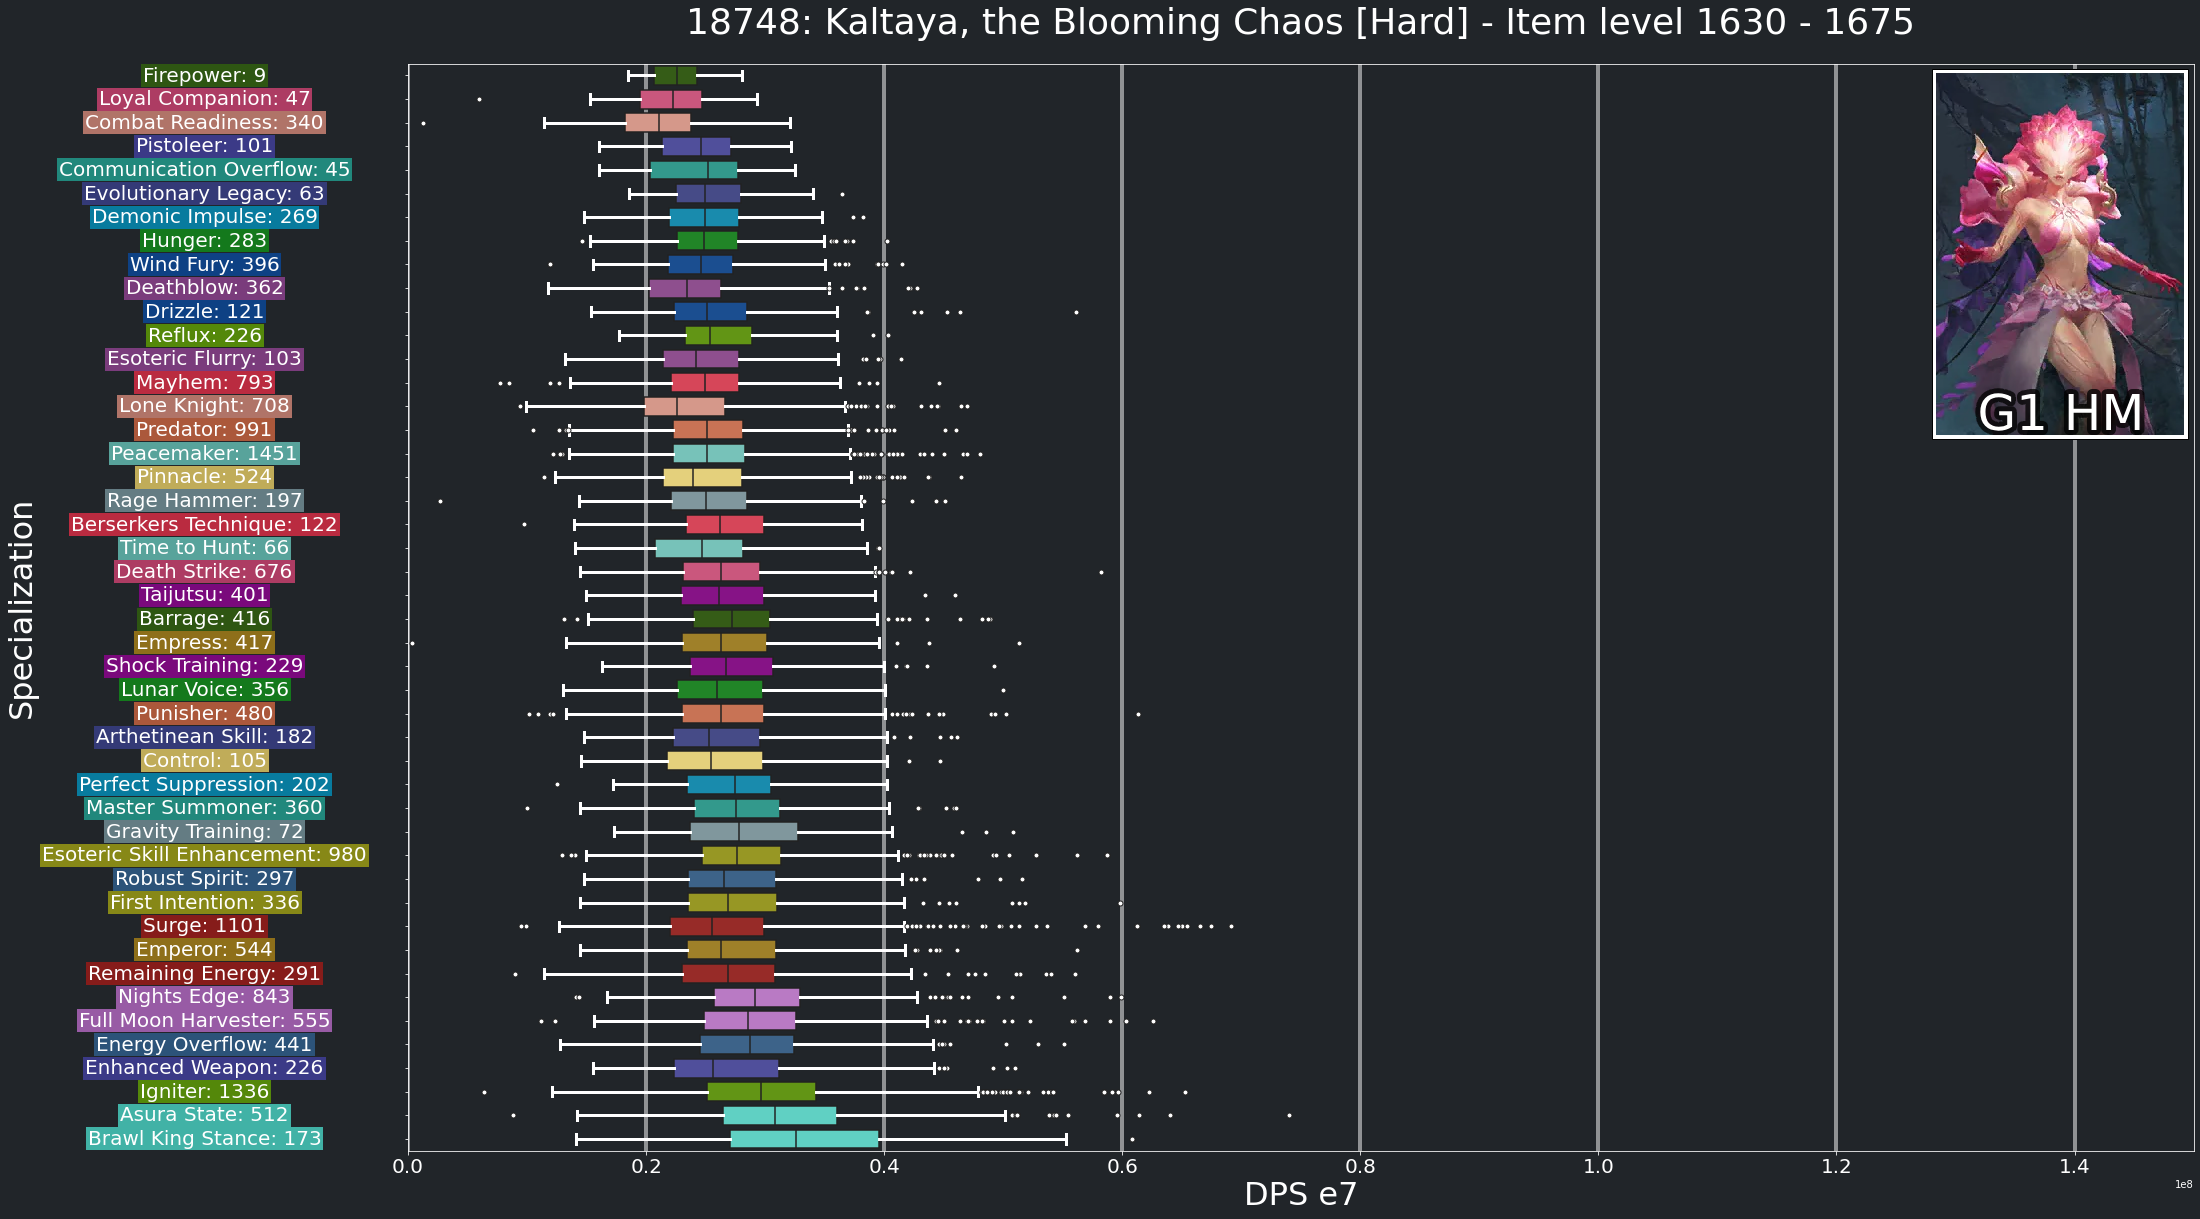 18748: Kaltaya, the Blooming Chaos [Hard] - Item level 1630 - 1675
Firepower: 9
Loyal Companion: 47
Combat Readiness: 340
Pistoleer: 101
Communication Overflow: 45
Evolutionary Legacy: 63
Demonic Impulse: 269
Hunger: 283
Wind Fury: 396
Deathblow: 362
Drizzle: 121
Reflux: 226
Esoteric Flurry: 103
Mayhem: 793
Lone Knight: 708
Predator: 991
Peacemaker: 1451
Pinnacle: 524
Rage Hammer: 197
Berserkers Technique: 122
Time to Hunt: 66
Death Strike: 676
Taijutsu: 401
Barrage: 416
Empress: 417
Shock Training: 229
Lunar Voice: 356
Punisher: 480
Arthetinean Skill: 182
Control: 105
Perfect Suppression: 202
Master Summoner: 360
Gravity Training: 72
Esoteric Skill Enhancement: 980
Robust Spirit: 297
First Intention: 336
Surge: 1101
Emperor: 544
Remaining Energy: 291
Nights Edge: 843
Full Moon Harvester: 555
Energy Overflow: 441
Enhanced Weapon: 226
Igniter: 1336
Asura State: 512
Brawl King Stance: 173
Specialization
G1 HM
0.0 0.2 0.4 0.6 0.8 1.0 1.2 1.4
DPS e7
1e8